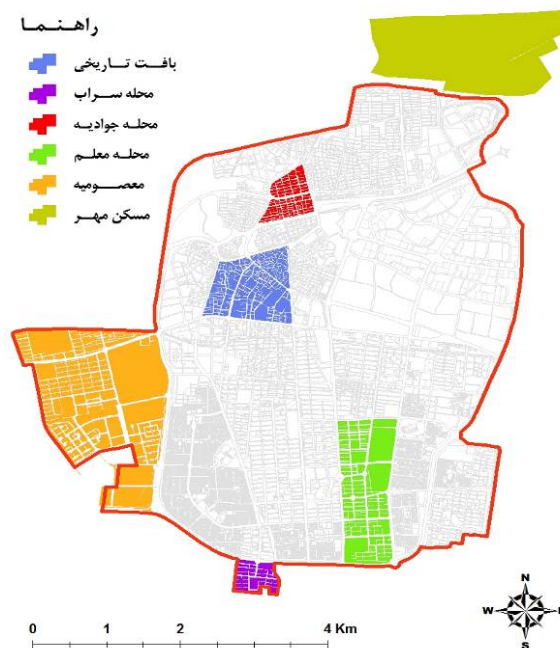 راهنما
بافت تاریخی
محله سراب
محله جوادیه
محله معلم
معصومیه
مسکن مهر
N
W
E
S
0 1 2 4 Km